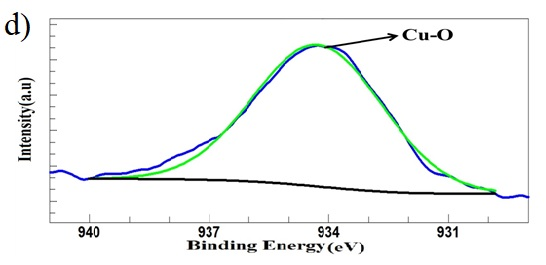 d)
Cu-O
Intensity(a.u)
940 937 934 931
Binding Energy (eV)